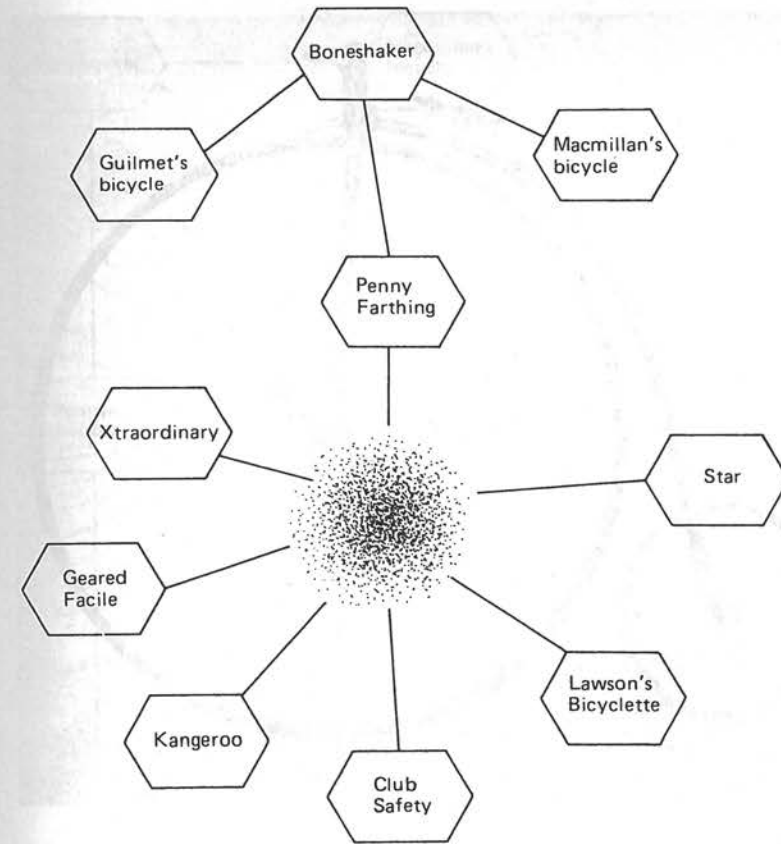 Boneshaker
Guilmet's
bicycle
Macmillan's
bicycle
Penny
Farthing
Xtraordinary
Star
Geared
Facile
Lawson's
Bicyclette
Kangeroo
Club
Safety